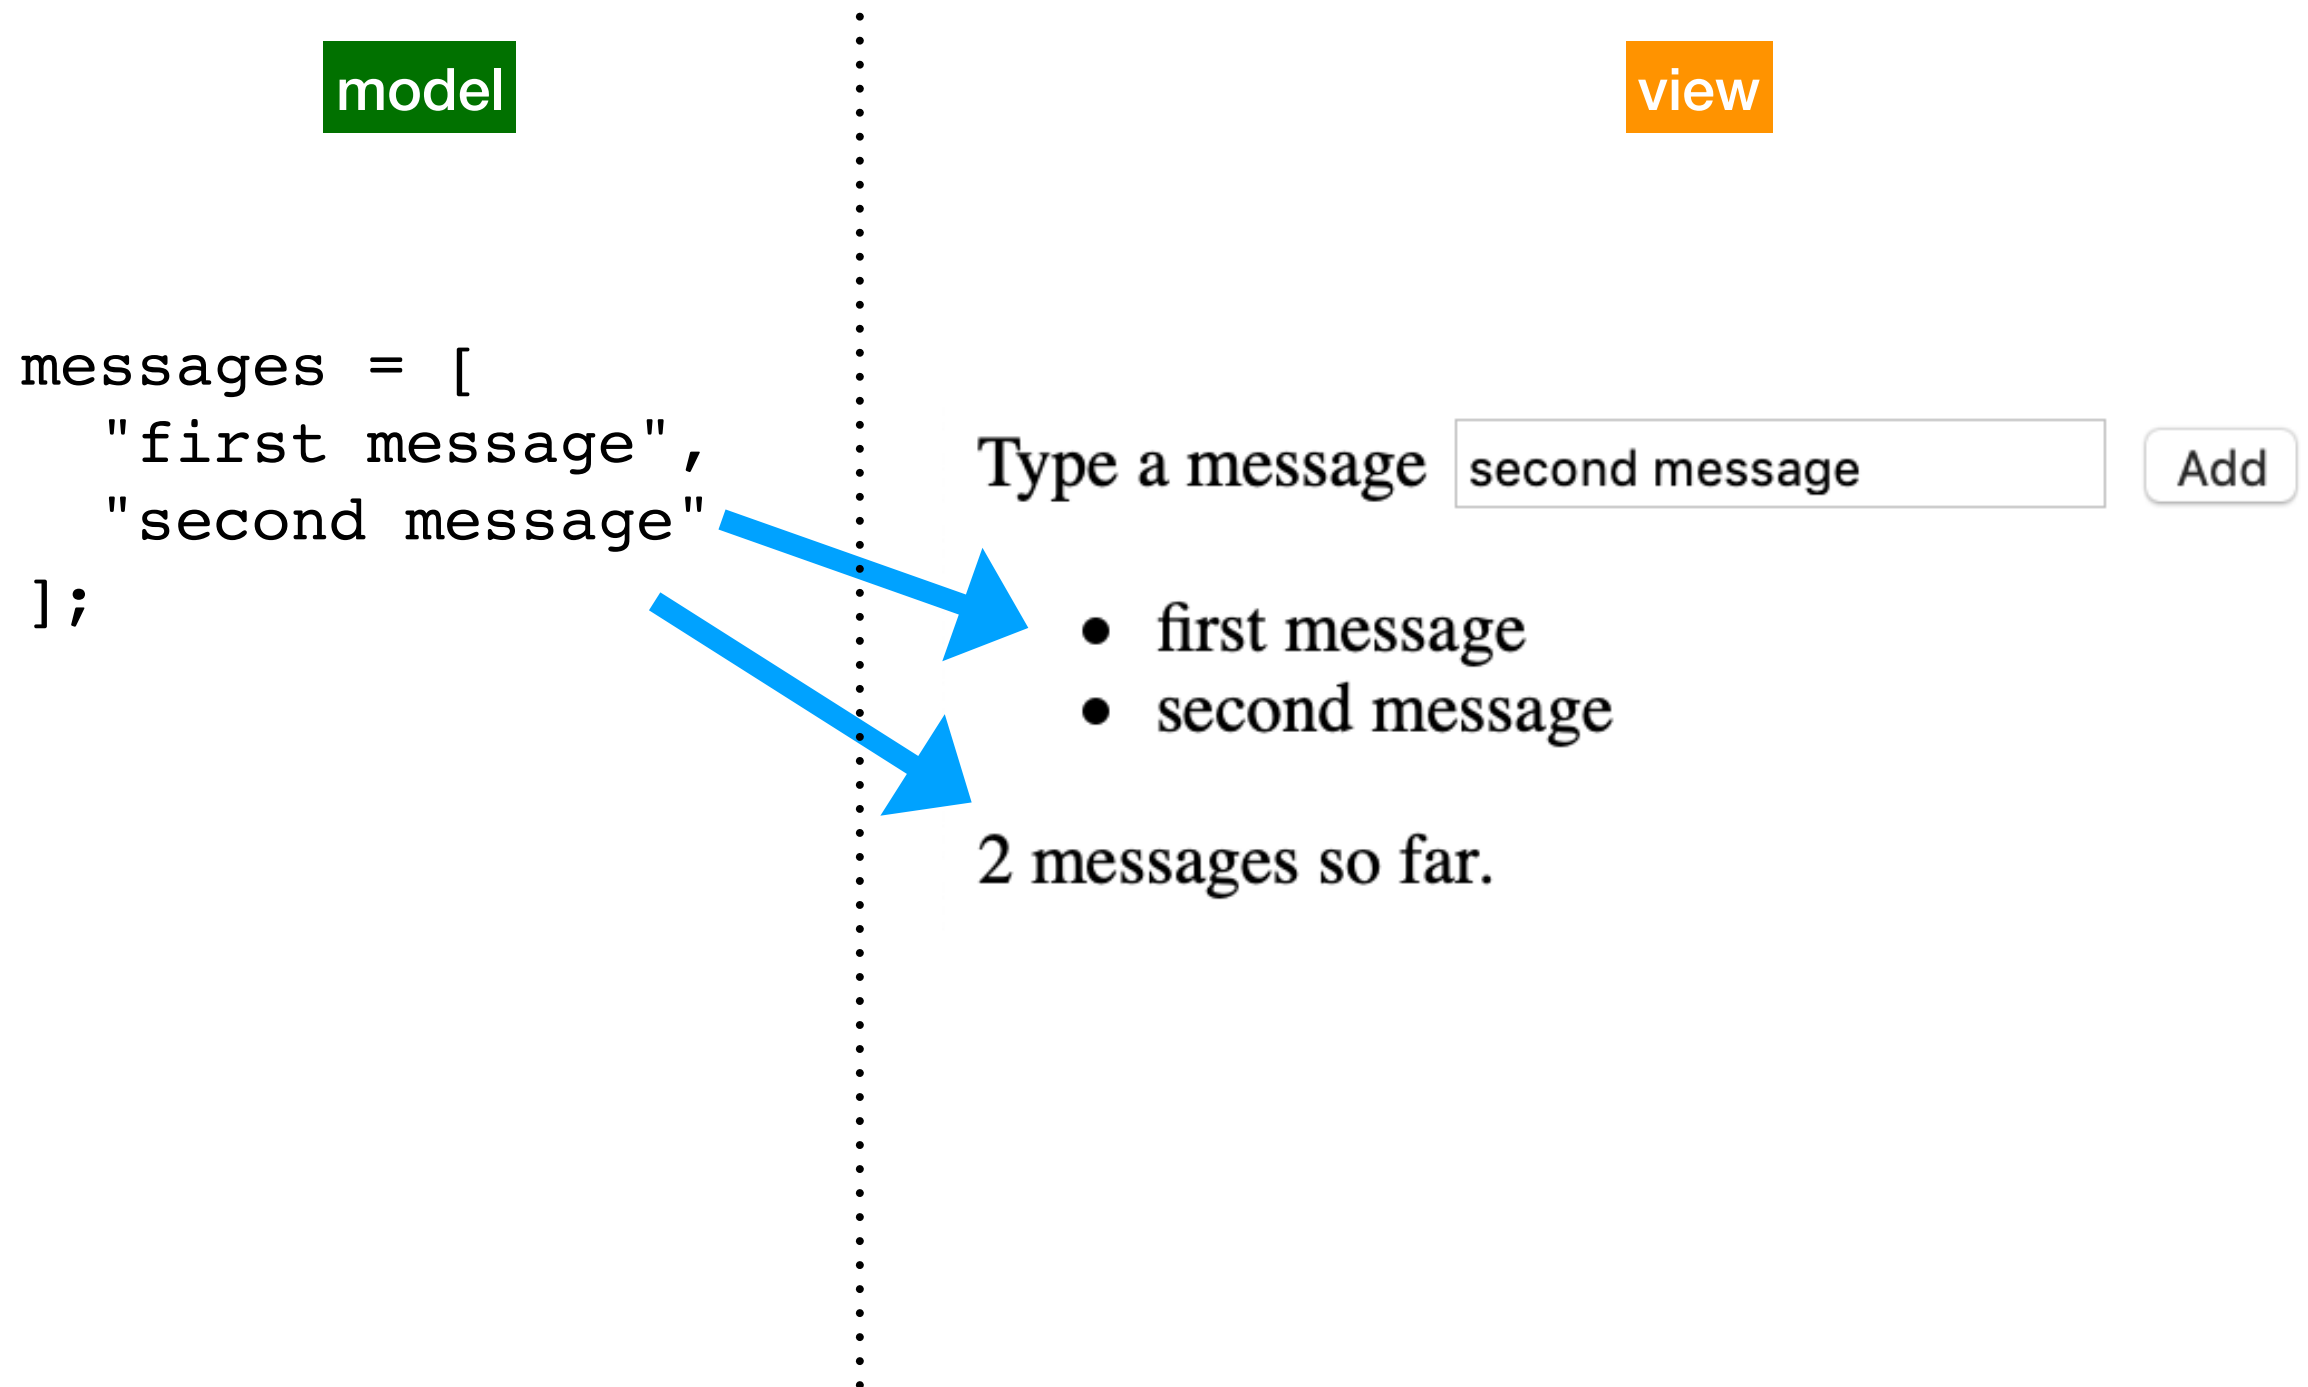 model
view
messages = [
"first message",
"second message"
];
Type a message second message Add
• first message
• second message
2 messages so far.